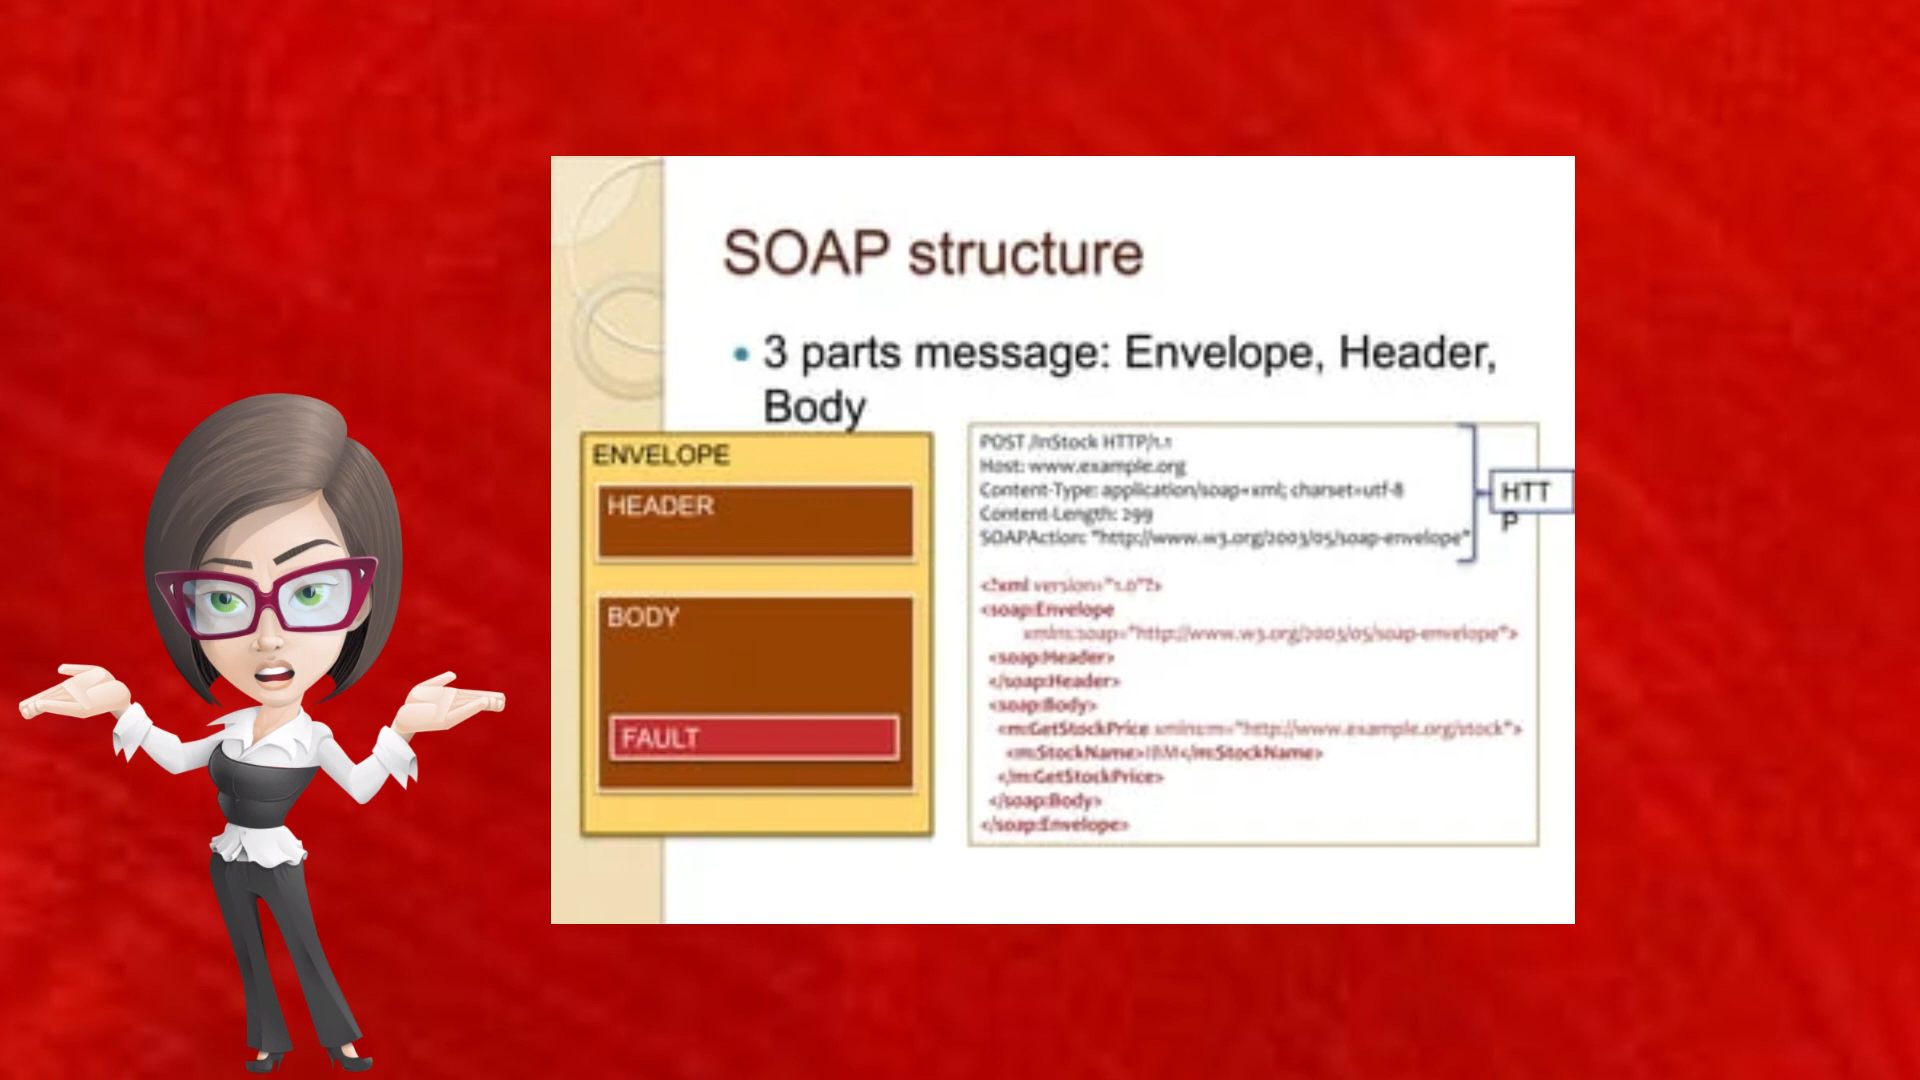 SOAP structure
• 3 parts message: Envelope, Header,
Body
ENVELOPE
HEADER
BODY
FAULT
POST /InStock HTTP/1.1
Host: www.example.org
Content-Type: application/soap+xml; charset=utf-8
Content-Length: 299
SOAPAction: "http://www.w3.org/2003/05/soap-envelope"
HTT
P
<?xml version="1.0"?>
<soap:Envelope
xmlns:soap="http://www.w3.org/2003/05/soap-envelope">
<soap:Header>
</soap:Header>
<soap:Body>
<m:GetStockPrice xmlns:m="http://www.example.org/stock">
<m:StockName>IBM</m:StockName>
</m:GetStockPrice>
</soap:Body>
</soap:Envelope>